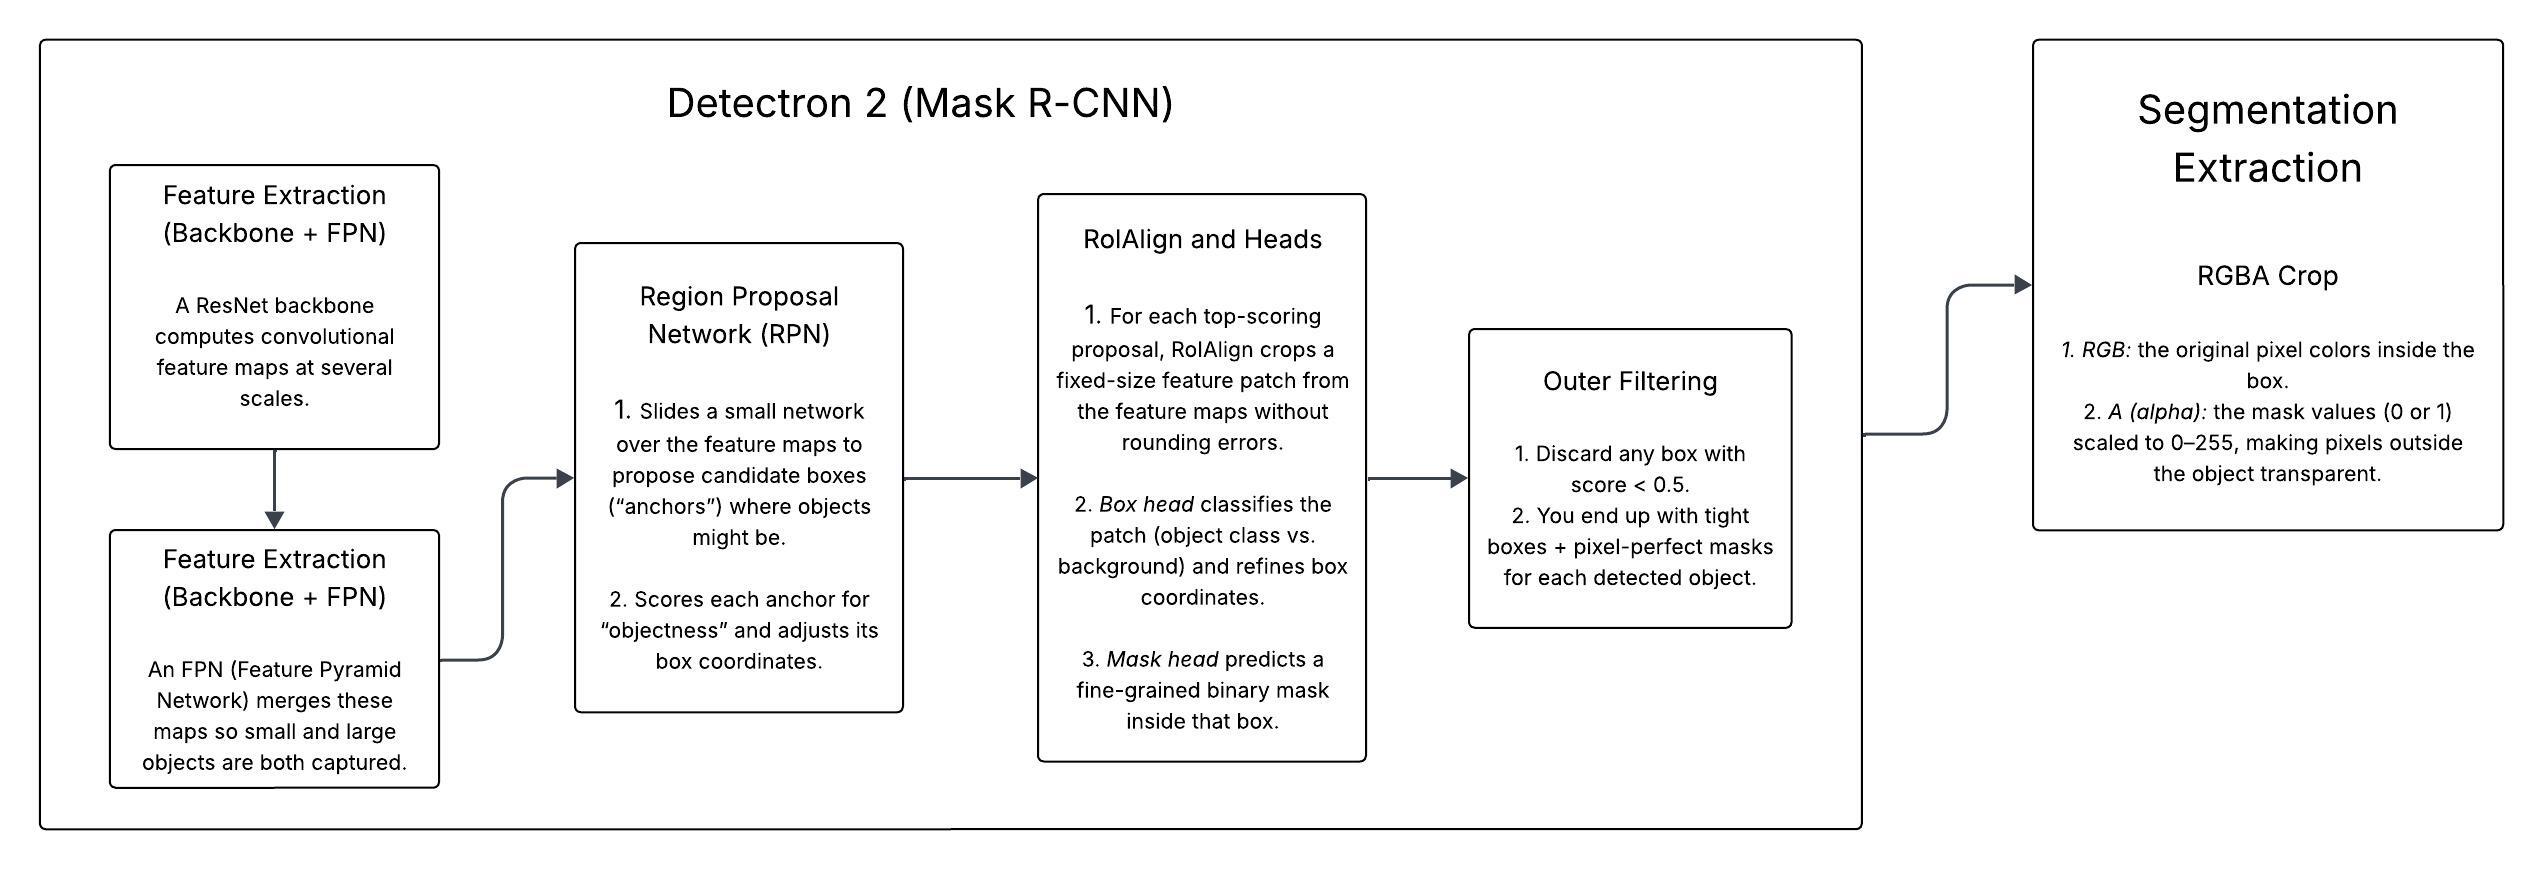 Detectron 2 (Mask R-CNN)
Feature Extraction
(Backbone + FPN)
A ResNet backbone
computes convolutional
feature maps at several
scales.
Feature Extraction
(Backbone + FPN)
An FPN (Feature Pyramid
Network) merges these
maps so small and large
objects are both captured.
Region Proposal
Network (RPN)
1. Slides a small network
over the feature maps to
propose candidate boxes
(“anchors”) where objects
might be.
2. Scores each anchor for
“objectness” and adjusts its
box coordinates.
RoIAlign and Heads
1. For each top-scoring
proposal, RoIAlign crops a
fixed-size feature patch from
the feature maps without
rounding errors.
2. Box head classifies the
patch (object class vs.
background) and refines box
coordinates.
3. Mask head predicts a
fine-grained binary mask
inside that box.
Outer Filtering
1. Discard any box with
score < 0.5.
2. You end up with tight
boxes + pixel-perfect masks
for each detected object.
Segmentation
Extraction
RGBA Crop
1. RGB: the original pixel colors inside the
box.
2. A (alpha): the mask values (0 or 1)
scaled to 0–255, making pixels outside
the object transparent.